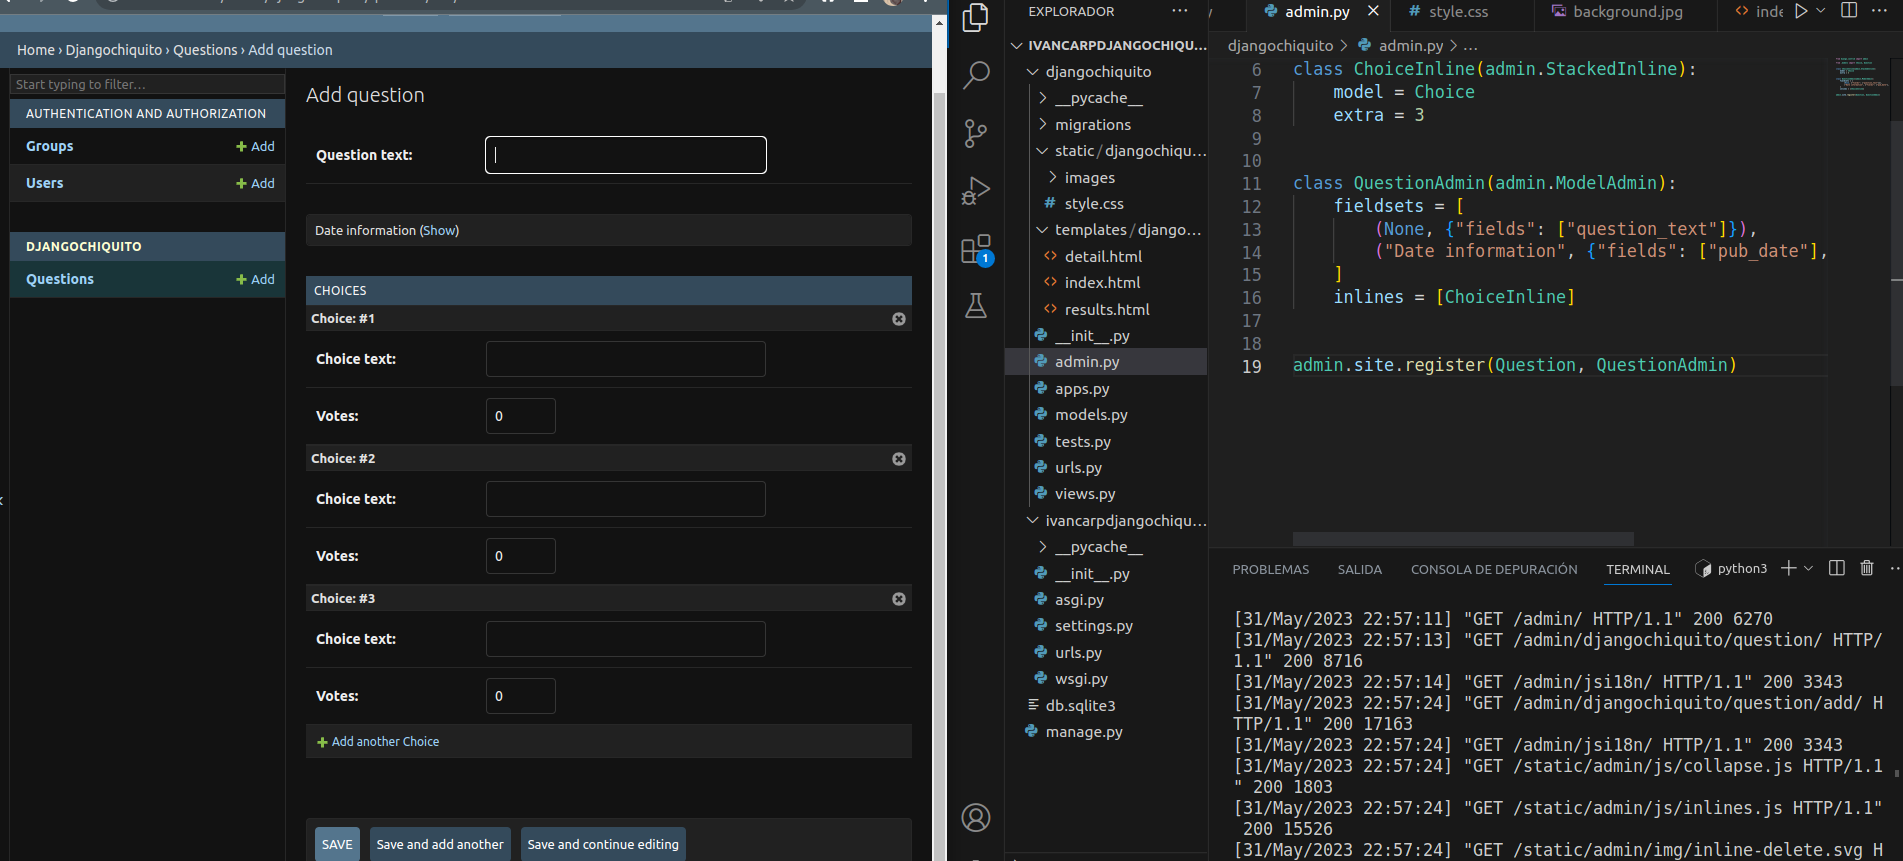 Home › Djangochiquito › Questions › Add question
Start typing to filter...
AUTHENTICATION AND AUTHORIZATION
Groups + Add
Users + Add
DJANGOCHIQUITO
Questions + Add
Add question
Question text:
Date information (Show)
CHOICES
Choice: #1
Choice text:
Votes: 0
Choice: #2
Choice text:
Votes: 0
Choice: #3
Choice text:
Votes: 0
+ Add another Choice
SAVE Save and add another Save and continue editing
1
EXPLORADOR ...
IVANCARPDJANGOCHIQU...
djangochiquito
__pycache__
migrations
static/djangochiqu...
images
# style.css
templates/django...
<> detail.html
<> index.html
<> results.html
__init__.py
admin.py
apps.py
models.py
tests.py
urls.py
views.py
ivancarpdjangochiqu...
__pycache__
__init__.py
asgi.py
settings.py
urls.py
wsgi.py
db.sqlite3
manage.py
admin.py × # style.css background.jpg <> inde ...
djangochiquito > admin.py > ...
6 class ChoiceInline(admin.StackedInline):
7 model = Choice
8 extra = 3
9
10
11 class QuestionAdmin(admin.ModelAdmin):
12 fieldsets = [
13 (None, {"fields": ["question_text"]}),
14 ("Date information", {"fields": ["pub_date"],
15 ]
16 inlines = [ChoiceInline]
17
18
19 admin.site.register(Question, QuestionAdmin)
PROBLEMAS SALIDA CONSOLA DE DEPURACIÓN TERMINAL python3
[31/May/2023 22:57:11] "GET /admin/ HTTP/1.1" 200 6270
[31/May/2023 22:57:13] "GET /admin/djangochiquito/question/ HTTP/
1.1" 200 8716
[31/May/2023 22:57:14] "GET /admin/jsi18n/ HTTP/1.1" 200 3343
[31/May/2023 22:57:24] "GET /admin/djangochiquito/question/add/ H
TTP/1.1" 200 17163
[31/May/2023 22:57:24] "GET /admin/jsi18n/ HTTP/1.1" 200 3343
[31/May/2023 22:57:24] "GET /static/admin/js/collapse.js HTTP/1.1
" 200 1803
[31/May/2023 22:57:24] "GET /static/admin/js/inlines.js HTTP/1.1"
200 15526
[31/May/2023 22:57:24] "GET /static/admin/img/inline-delete.svg H